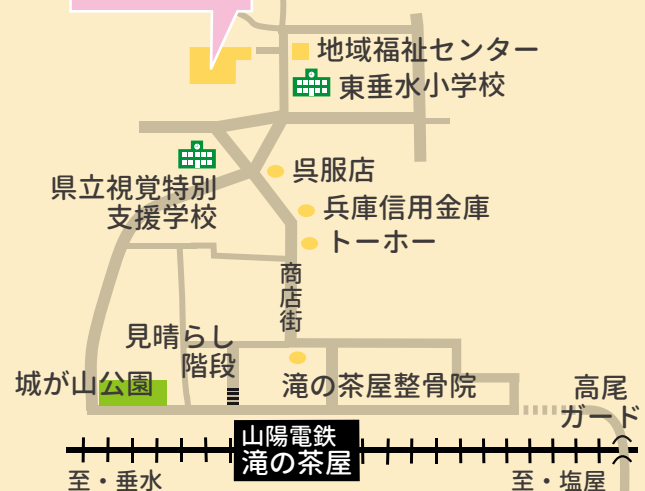 地域福祉センター
東垂水小学校
県立視覚特別
支援学校
呉服店
兵庫信用金庫
トーホー
商店街
見晴らし
階段
城が山公園
滝の茶屋整骨院
高尾
ガード
山陽電鉄
滝の茶屋
至・垂水
至・塩屋